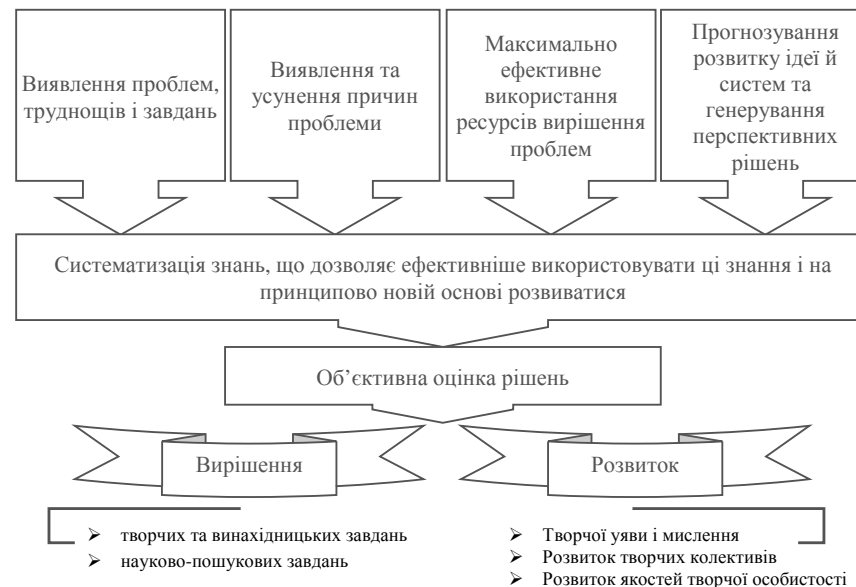 Виявлення проблем,
труднощів і завдань
Виявлення та
усунення причин
проблеми
Максимально
ефективне
використання
ресурсів вирішення
проблем
Прогнозування
розвитку ідеї й
систем та
генерування
перспективних
рішень
Систематизація знань, що дозволяє ефективніше використовувати ці знання і на
принципово новій основі розвиватися
Об’єктивна оцінка рішень
Вирішення
Розвиток
➢ творчих та винахідницьких завдань
➢ науково-пошукових завдань
➢ Творчої уяви і мислення
➢ Розвиток творчих колективів
➢ Розвиток якостей творчої особистості